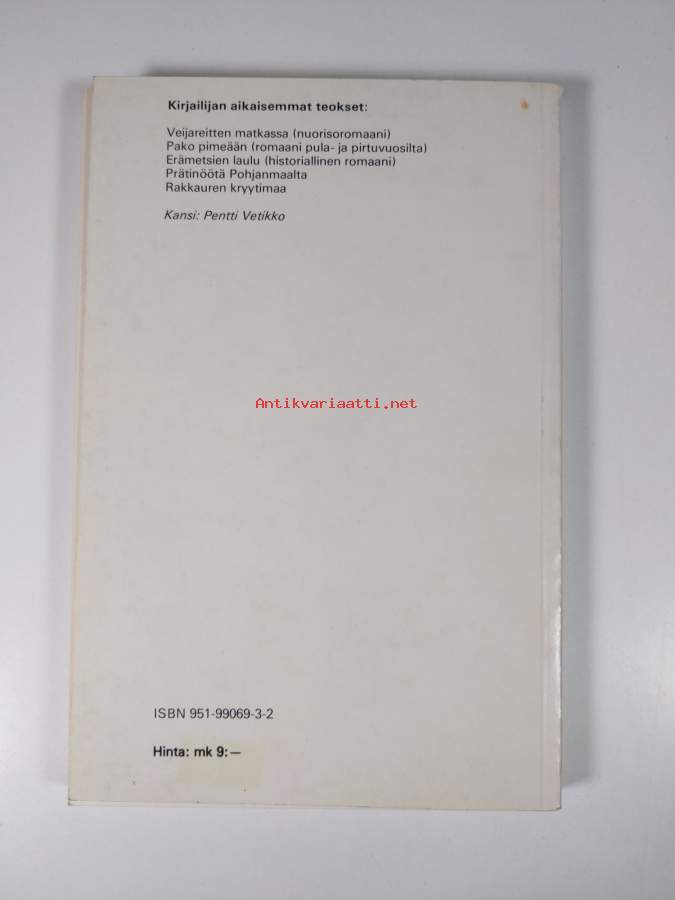 Kirjailijan aikaisemmat teokset:
Veijareitten matkassa (nuorisoromaani)
Pako pimeään (romaani pula- ja pirtuvuosilta)
Erämetsien laulu (historiallinen romaani)
Prätinöötä Pohjanmaalta
Rakkauren kryytimaa
Kansi: Pentti Vetikko
Antikvariaatti.net
ISBN 951-99069-3-2
Hinta: mk 9:—